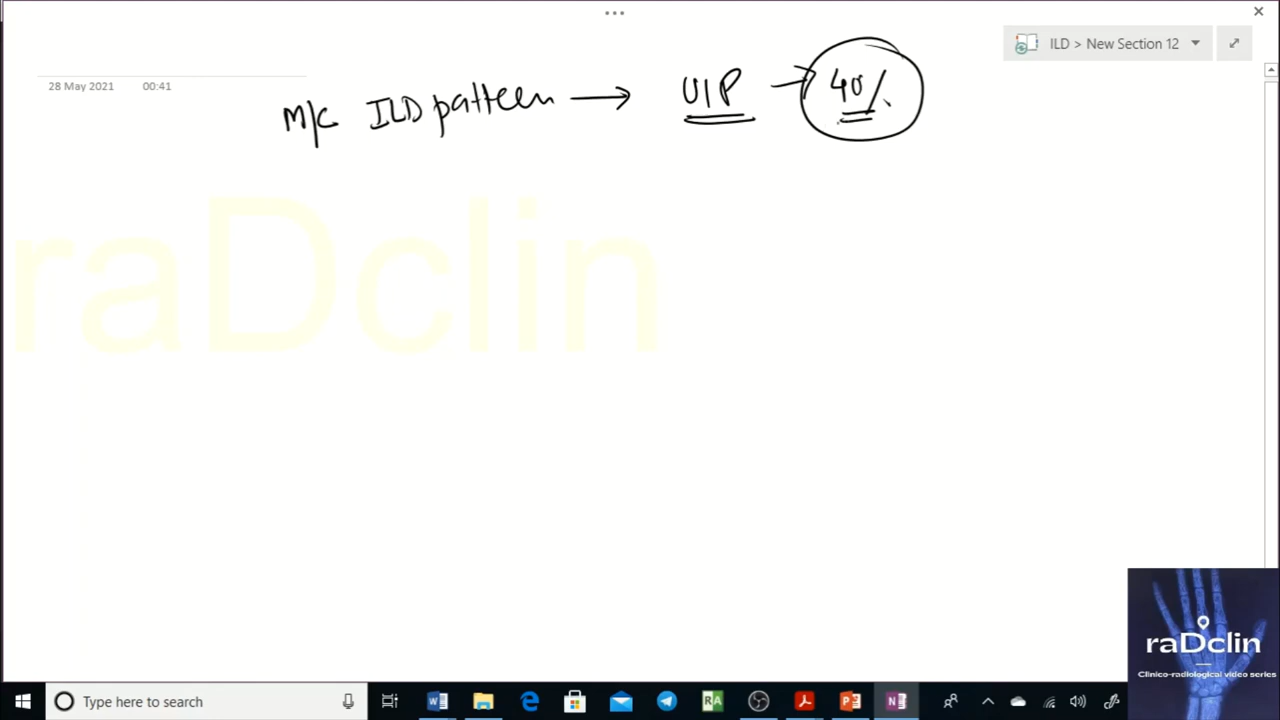 ILD > New Section 12
28 May 2021 00:41
M/C ILD pattern → UIP → 40%
raDclin
raDclin
Clinico-radiological video series
Type here to search